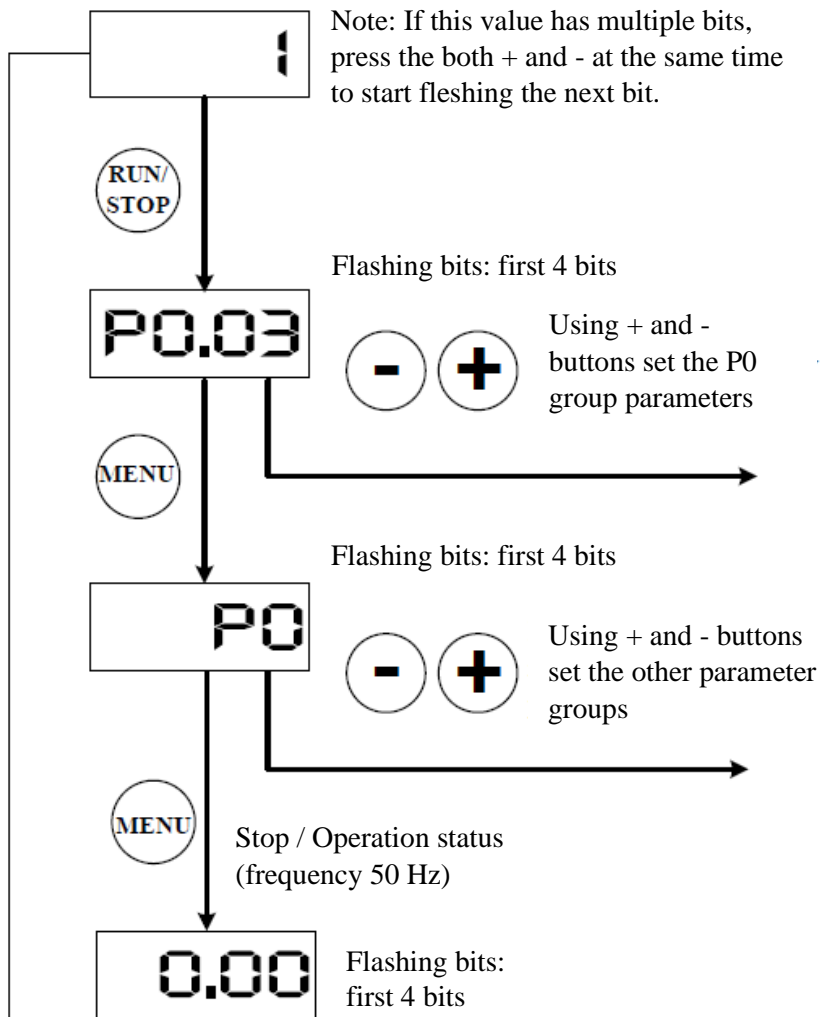 1
Note: If this value has multiple bits,
press the both + and - at the same time
to start fleshing the next bit.
RUN/
STOP
Flashing bits: first 4 bits
P0.03
- +
Using + and -
buttons set the P0
group parameters
MENU
Flashing bits: first 4 bits
P0
- +
Using + and - buttons
set the other parameter
groups
MENU
Stop / Operation status
(frequency 50 Hz)
0.00
Flashing bits:
first 4 bits